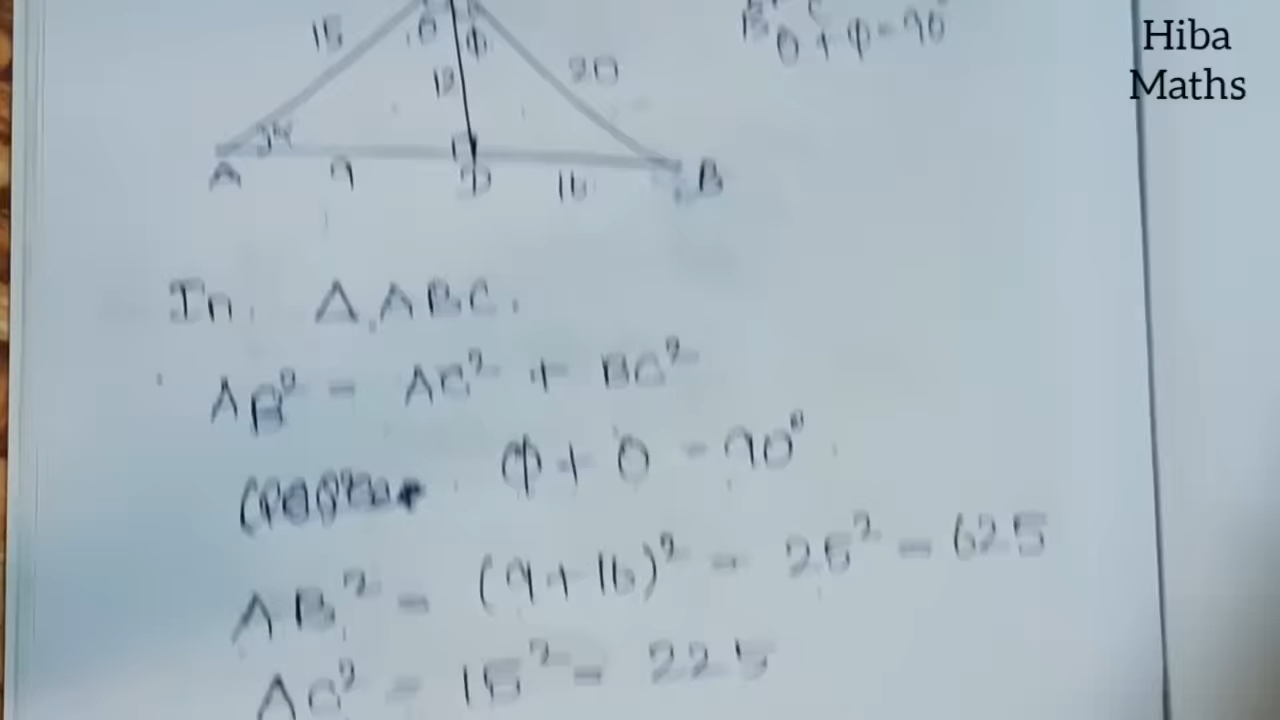 15
θ
φ
θ + φ = 90
Hiba
Maths
20
12
A
9
D
16
B
In ΔABC.
AB² = AC² + BC²
φ + θ = 90°
AB² = (9+16)² = 25² = 625
AC² = 15² = 225